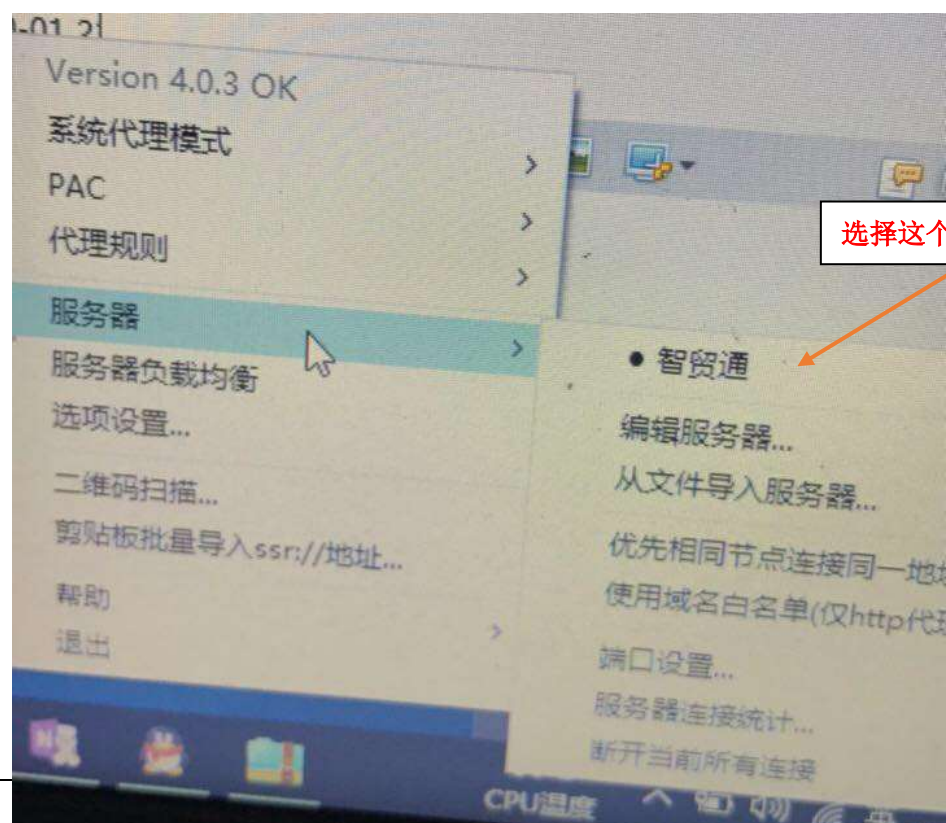 -01 21
Version 4.0.3 OK
系统代理模式
PAC
代理规则
服务器
服务器负载均衡
选项设置...
二维码扫描...
剪贴板批量导入ssr://地址...
帮助
退出
选择这个
● 智贸通
编辑服务器...
从文件导入服务器...
优先相同节点连接同一地
使用域名白名单(仅http代
端口设置...
服务器连接统计...
断开当前所有连接
CPU温度